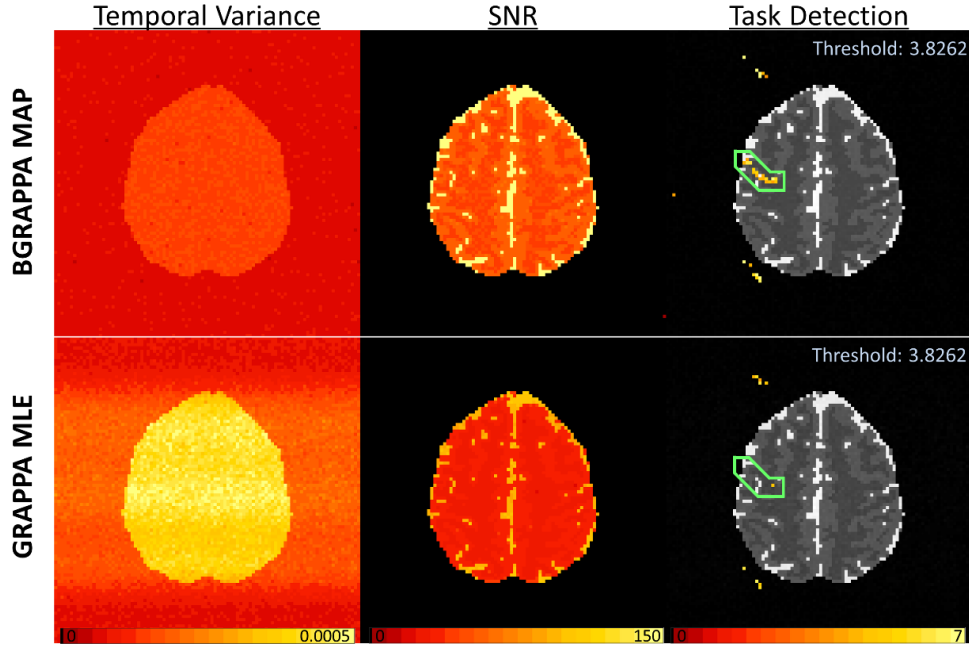 Temporal Variance
SNR
Task Detection
BGRAPPA MAP
Threshold: 3.8262
GRAPPA MLE
Threshold: 3.8262
0
0.0005
0
150
0
7